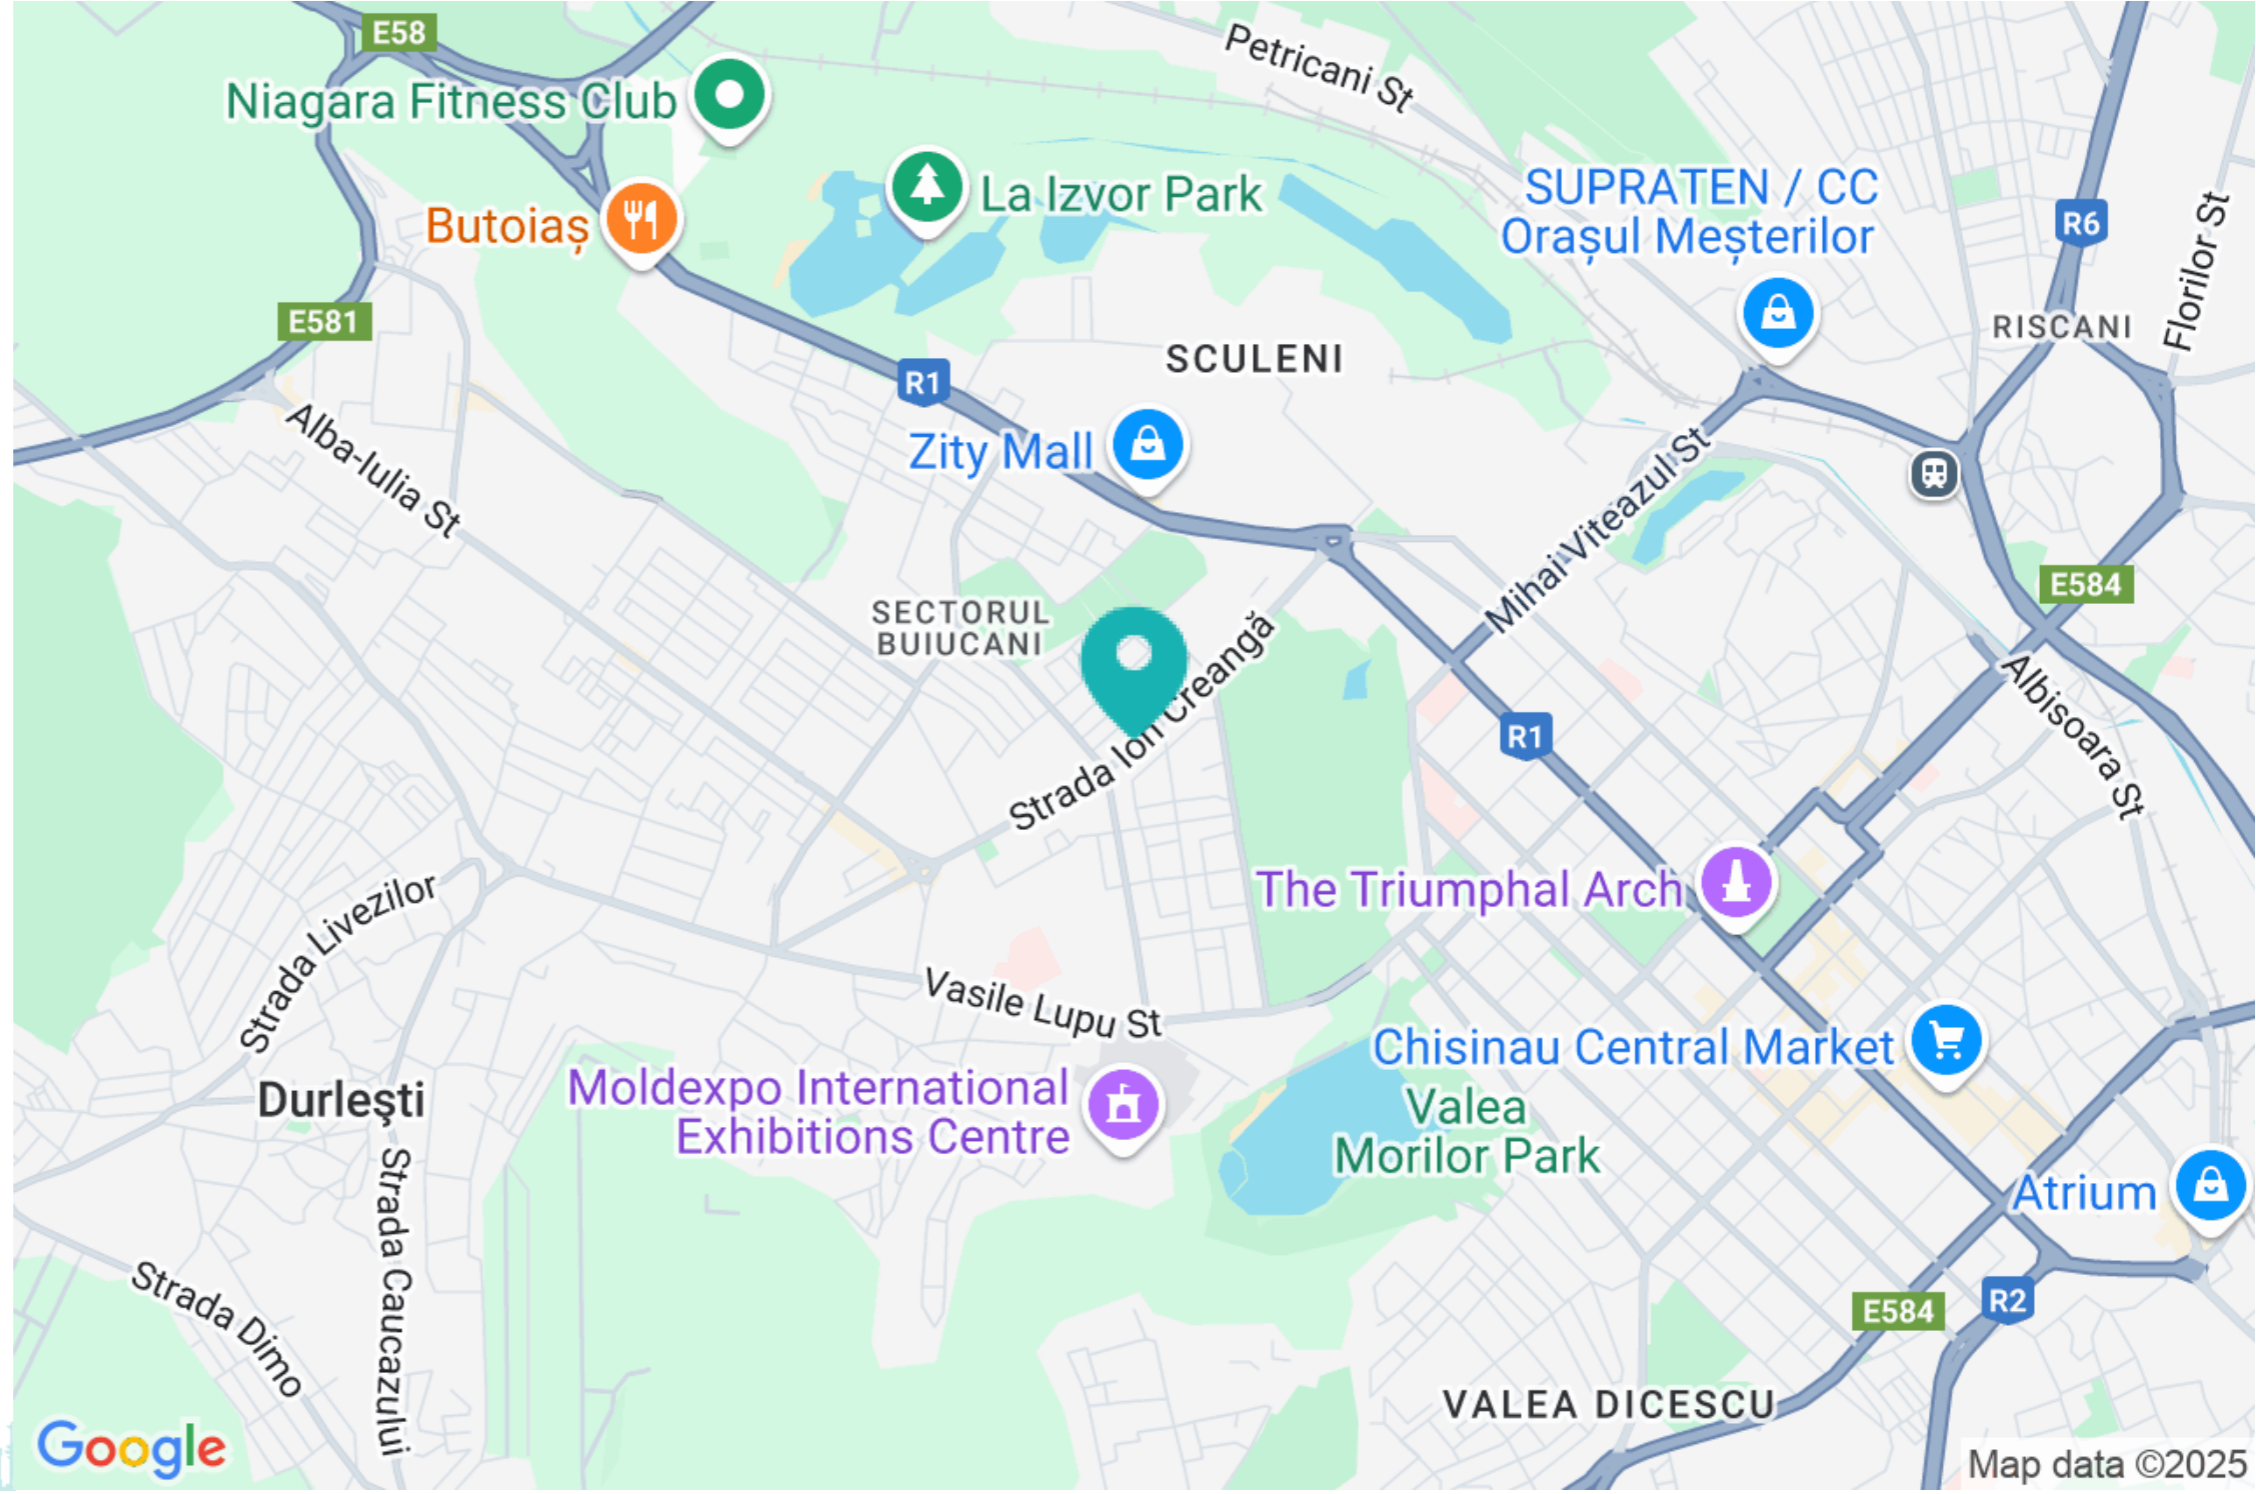 E58
Petricani St
Niagara Fitness Club
La Izvor Park
SUPRATEN / CC
Orașul Meșterilor
Butoiaș
R6
Florilor St
E581
RISCANI
SCULENI
R1
Zity Mall
Alba-Iulia St
Mihai Viteazul St
E584
SECTORUL
BUIUCANI
Strada Ion Creangă
Albisoara St
R1
The Triumphal Arch
Strada Livezilor
Vasile Lupu St
Chisinau Central Market
Durleşti
Moldexpo International
Exhibitions Centre
Valea
Morilor Park
Atrium
Strada Caucazului
Strada Dimo
E584
R2
VALEA DICESCU
Google
Map data ©2025